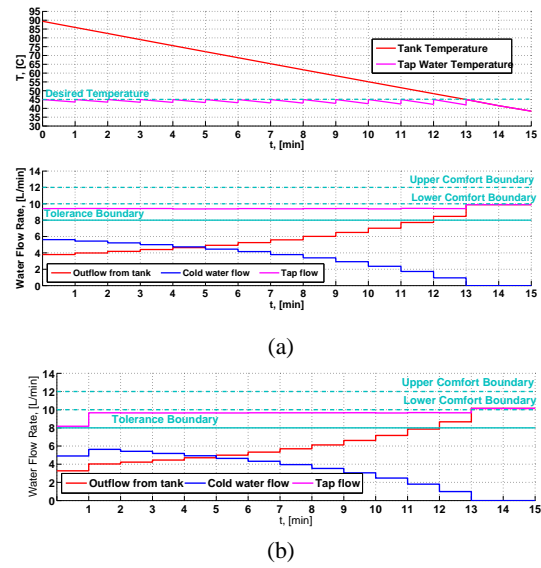 T, [C]
95
90
85
80
75
70
65
60
55
50
45
40
35
30
Tank Temperature
Tap Water Temperature
Desired Temperature
0 1 2 3 4 5 6 7 8 9 10 11 12 13 14 15
t, [min]
Water Flow Rate, [L/min]
14
12
10
8
6
4
2
0
Upper Comfort Boundary
Lower Comfort Boundary
Tolerance Boundary
Outflow from tank Cold water flow Tap flow
1 2 3 4 5 6 7 8 9 10 11 12 13 14 15
t, [min]
(a)
Water Flow Rate, [L/min]
14
12
10
8
6
4
2
0
Upper Comfort Boundary
Lower Comfort Boundary
Tolerance Boundary
Outflow from tank Cold water flow Tap flow
1 2 3 4 5 6 7 8 9 10 11 12 13 14 15
t, [min]
(b)